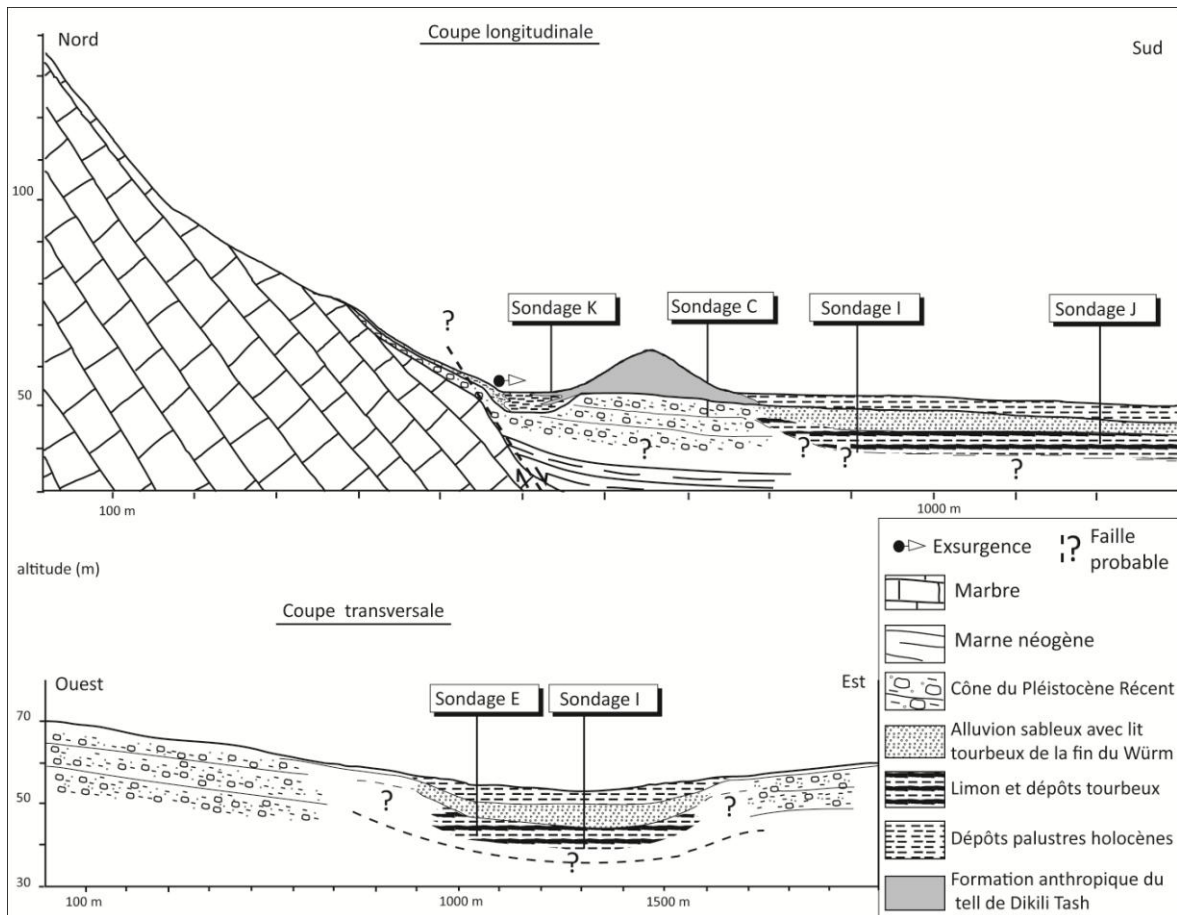 Coupe longitudinale
Nord
Sud
100
50
?
Sondage K
Sondage C
Sondage I
Sondage J
? ? ? ?
100 m
1000 m
altitude (m)
Coupe transversale
Ouest
Est
Sondage E
Sondage I
70
50
30
? ? ?
100 m
1000 m
1500 m
Exsurgence
? Faille
probable
Marbre
Marne néogène
Cône du Pléistocène Récent
Alluvion sableux avec lit
tourbeux de la fin du Würm
Limon et dépôts tourbeux
Dépôts palustres holocènes
Formation anthropique du
tell de Dikili Tash